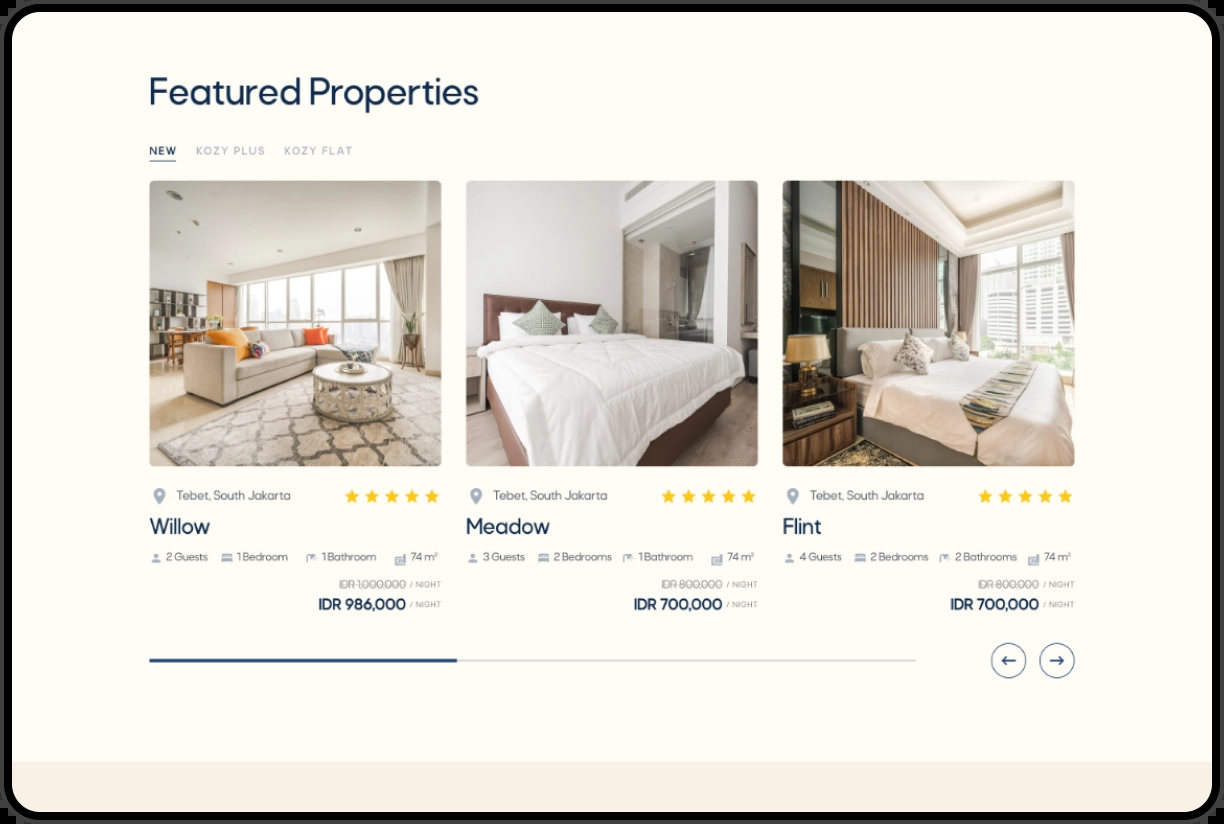 Featured Properties
NEW KOZY PLUS KOZY FLAT
Tebet, South Jakarta
Willow
2 Guests 1 Bedroom 1 Bathroom 74 m²
IDR 1,000,000 / NIGHT
IDR 986,000 / NIGHT
Tebet, South Jakarta
Meadow
3 Guests 2 Bedrooms 1 Bathroom 74 m²
IDR 800,000 / NIGHT
IDR 700,000 / NIGHT
Tebet, South Jakarta
Flint
4 Guests 2 Bedrooms 2 Bathrooms 74 m²
IDR 800,000 / NIGHT
IDR 700,000 / NIGHT